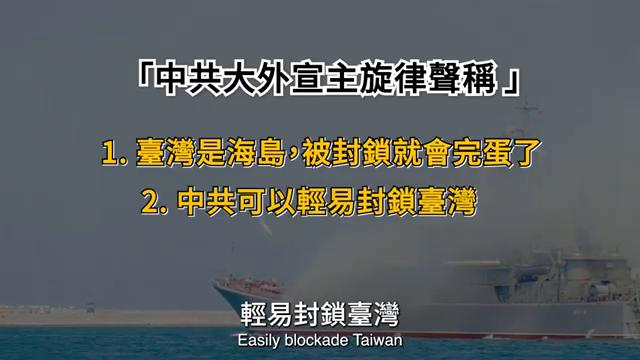 「中共大外宣主旋律聲稱」
1. 臺灣是海島，被封鎖就會完蛋了
2. 中共可以輕易封鎖臺灣
輕易封鎖臺灣
Easily blockade Taiwan